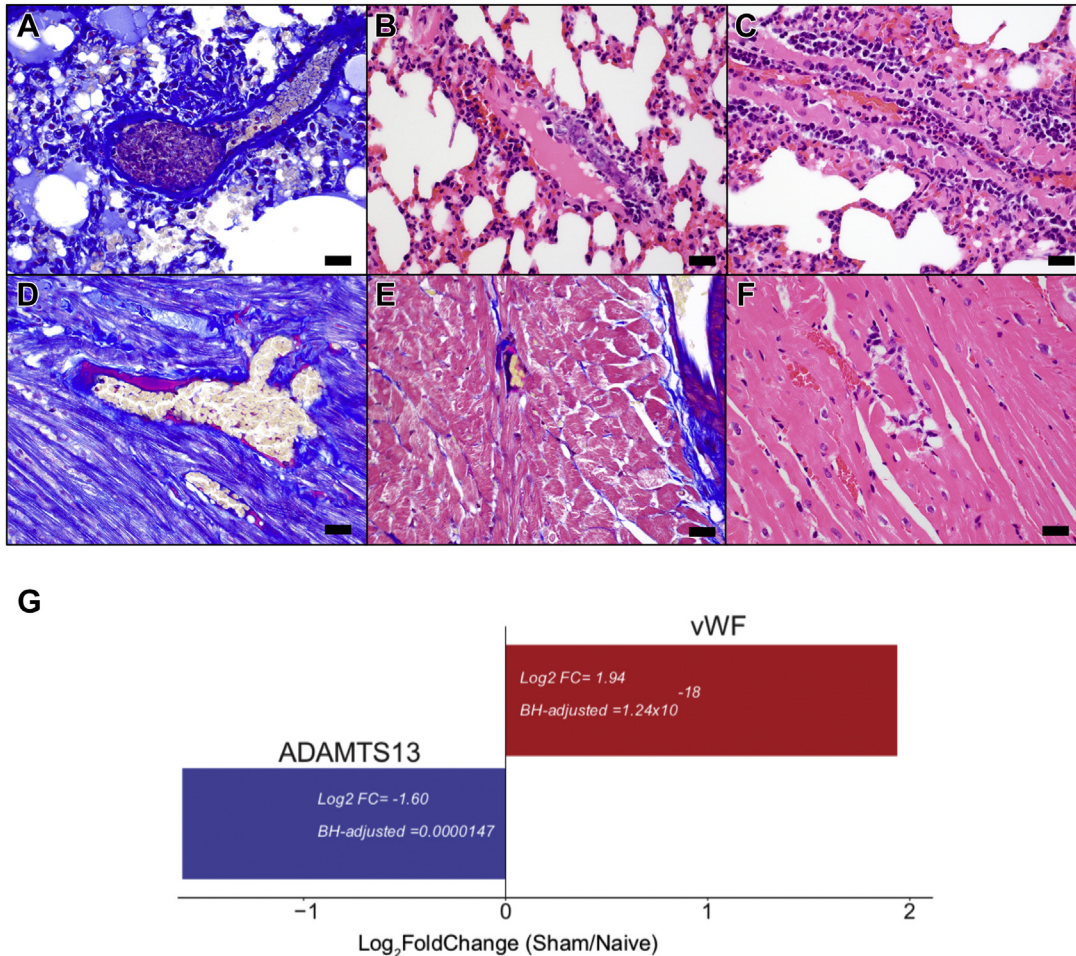 A
B
C
D
E
F
G
vWF
Log2 FC= 1.94
BH-adjusted =1.24x10-18
ADAMTS13
Log2 FC= -1.60
BH-adjusted =0.0000147
−1 0 1 2
Log2FoldChange (Sham/Naive)